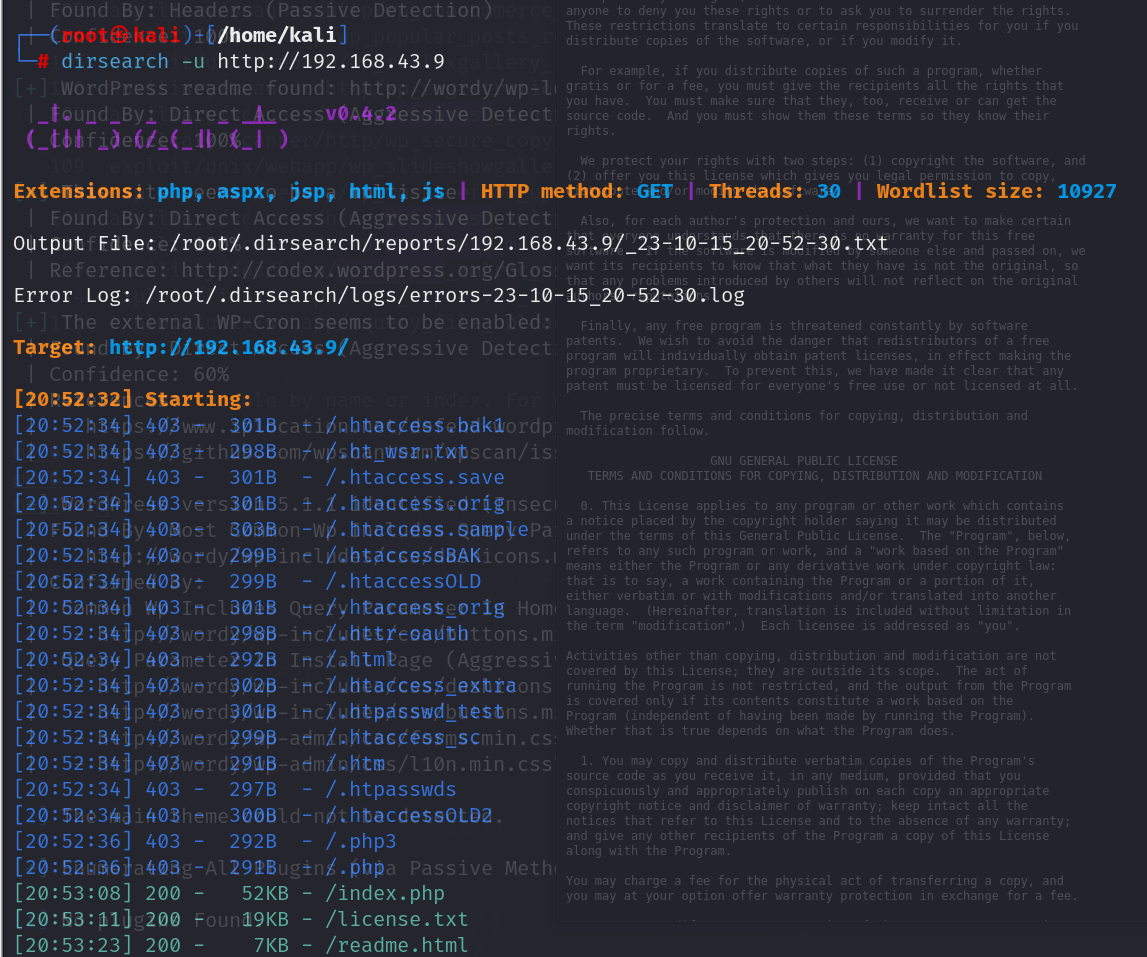 | Found By: Headers (Passive Detection)
┌──(root㉿kali)-[/home/kali]
└─# dirsearch -u http://192.168.43.9
[+] WordPress readme found: http://wordy/wp-l
| Found By: Direct Access (Aggressive Detect
v0.4.2
| Confidence: 100%
Extensions: php, aspx, jsp, html, js | HTTP method: GET | Threads: 30 | Wordlist size: 10927
| Found By: Direct Access (Aggressive Detect
Output File: /root/.dirsearch/reports/192.168.43.9/_23-10-15_20-52-30.txt
| Reference: http://codex.wordpress.org/Glos
Error Log: /root/.dirsearch/logs/errors-23-10-15_20-52-30.log
[+] The external WP-Cron seems to be enabled:
Target: http://192.168.43.9/
| Confidence: 60%
[20:52:32] Starting:
[20:52:34] 403 -  301B  - /.htaccess.bak1
[20:52:34] 403 -  298B  - /.ht_wsr.txt
[20:52:34] 403 -  301B  - /.htaccess.save
[20:52:34] 403 -  301B  - /.htaccess.orig
[20:52:34] 403 -  303B  - /.htaccess.sample
[20:52:34] 403 -  299B  - /.htaccessBAK
[20:52:34] 403 -  299B  - /.htaccessOLD
[20:52:34] 403 -  301B  - /.htaccess_orig
[20:52:34] 403 -  298B  - /.httr-oauth
[20:52:34] 403 -  292B  - /.html
[20:52:34] 403 -  302B  - /.htaccess_extra
[20:52:34] 403 -  301B  - /.htpasswd_test
[20:52:34] 403 -  299B  - /.htaccess_sc
[20:52:34] 403 -  291B  - /.htm
[20:52:34] 403 -  297B  - /.htpasswds
[20:52:34] 403 -  300B  - /.htaccessOLD2
[20:52:36] 403 -  292B  - /.php3
[20:52:36] 403 -  291B  - /.php
[20:53:08] 200 -   52KB - /index.php
[20:53:11] 200 -   19KB - /license.txt
[20:53:23] 200 -    7KB - /readme.html
anyone to deny you these rights or to ask you to surrender the rights.
These restrictions translate to certain responsibilities for you if you
distribute copies of the software, or if you modify it.
For example, if you distribute copies of such a program, whether
gratis or for a fee, you must give the recipients all the rights that
you have.  You must make sure that they, too, receive or can get the
source code.  And you must show them these terms so they know their
rights.
We protect your rights with two steps: (1) copyright the software, and
(2) offer you this license which gives you legal permission to copy,
Also, for each author's protection and ours, we want to make certain
that everyone understands that there is no warranty for this free
software.  If the software is modified by someone else and passed on, we
want its recipients to know that what they have is not the original, so
that any problems introduced by others will not reflect on the original
Finally, any free program is threatened constantly by software
patents.  We wish to avoid the danger that redistributors of a free
program will individually obtain patent licenses, in effect making the
program proprietary.  To prevent this, we have made it clear that any
patent must be licensed for everyone's free use or not licensed at all.
The precise terms and conditions for copying, distribution and
modification follow.
GNU GENERAL PUBLIC LICENSE
TERMS AND CONDITIONS FOR COPYING, DISTRIBUTION AND MODIFICATION
0. This License applies to any program or other work which contains
a notice placed by the copyright holder saying it may be distributed
under the terms of this General Public License.  The "Program", below,
refers to any such program or work, and a "work based on the Program"
means either the Program or any derivative work under copyright law:
that is to say, a work containing the Program or a portion of it,
either verbatim or with modifications and/or translated into another
language.  (Hereinafter, translation is included without limitation in
the term "modification".)  Each licensee is addressed as "you".
Activities other than copying, distribution and modification are not
covered by this License; they are outside its scope.  The act of
running the Program is not restricted, and the output from the Program
is covered only if its contents constitute a work based on the
Program (independent of having been made by running the Program).
Whether that is true depends on what the Program does.
1. You may copy and distribute verbatim copies of the Program's
source code as you receive it, in any medium, provided that you
conspicuously and appropriately publish on each copy an appropriate
copyright notice and disclaimer of warranty; keep intact all the
notices that refer to this License and to the absence of any warranty;
and give any other recipients of the Program a copy of this License
along with the Program.
You may charge a fee for the physical act of transferring a copy, and
you may at your option offer warranty protection in exchange for a fee.